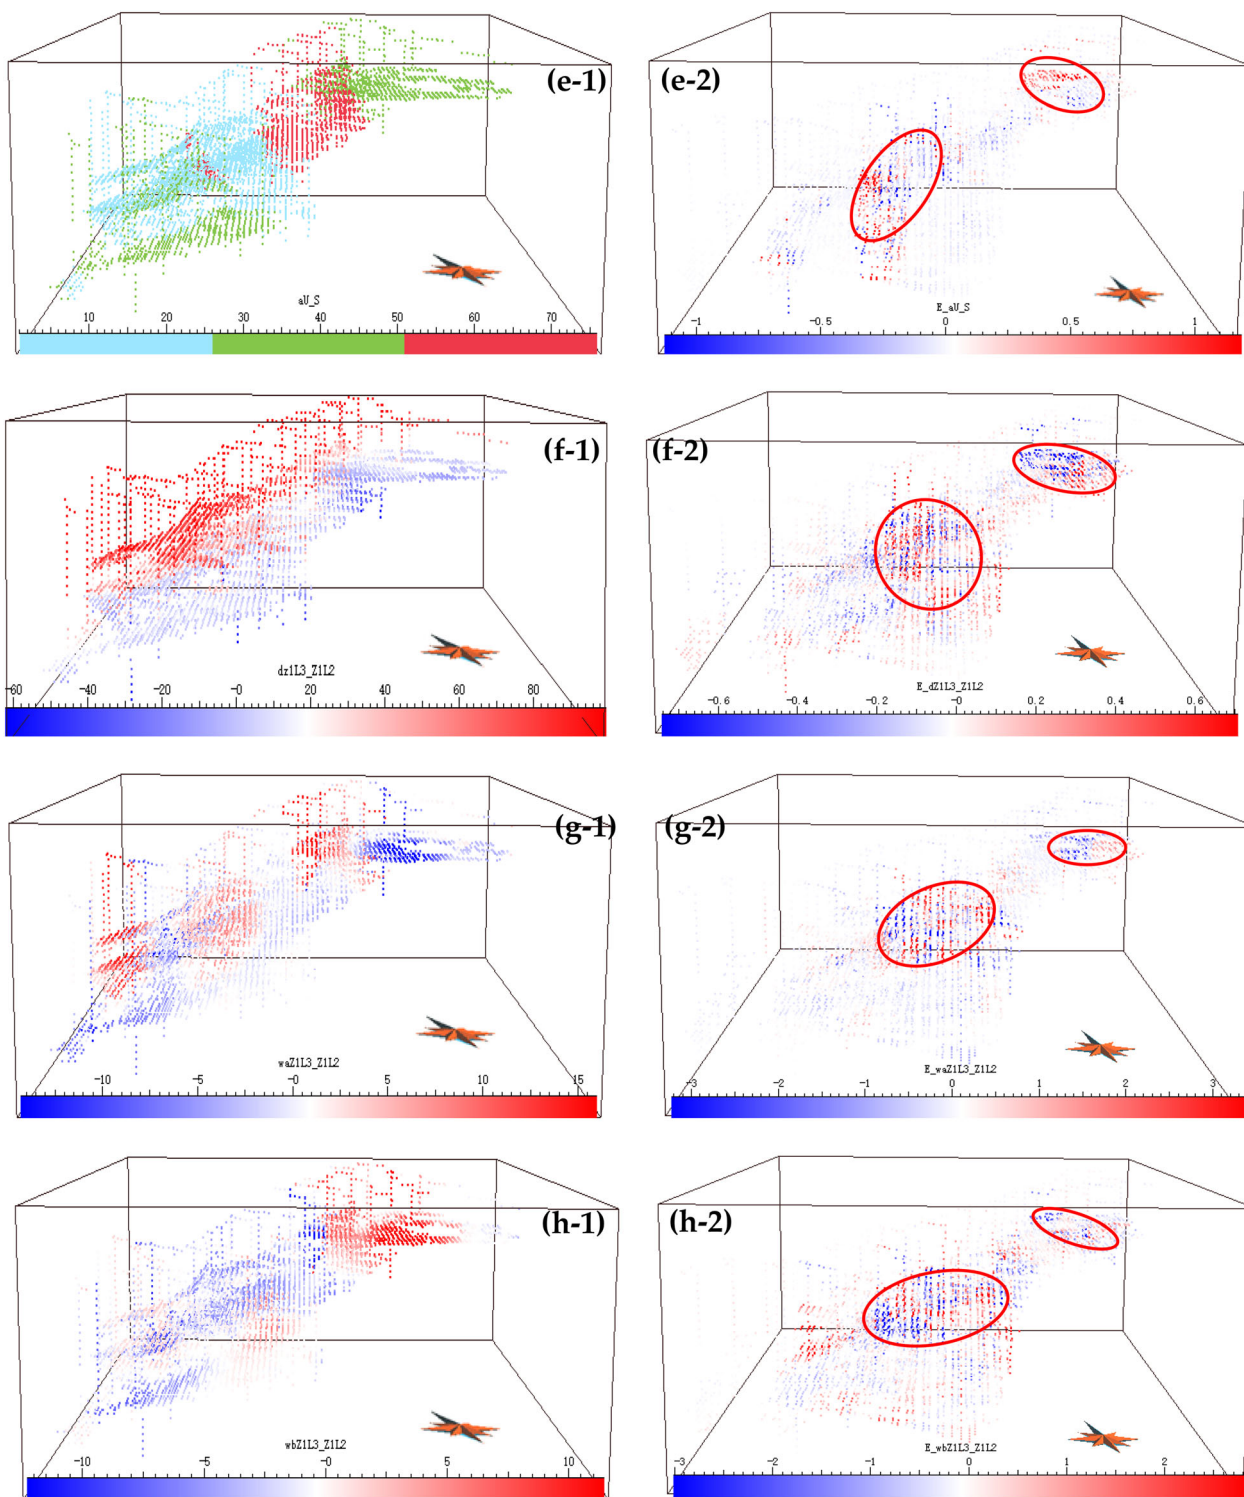 (e-1)
aU_S
10 20 30 40 50 60 70
(e-2)
E_aU_S
-1 -0.5 0 0.5 1
(f-1)
dr1L3_Z1L2
-60 -40 -20 -0 20 40 60 80
(f-2)
E_dZ1L3_Z1L2
-0.6 -0.4 -0.2 -0 0.2 0.4 0.6
(g-1)
waZ1L3_Z1L2
-10 -5 -0 5 10 15
(g-2)
E_waZ1L3_Z1L2
-3 -2 -1 0 1 2 3
(h-1)
wbZ1L3_Z1L2
-10 -5 -0 5 10
(h-2)
E_wbZ1L3_Z1L2
-3 -2 -1 0 1 2